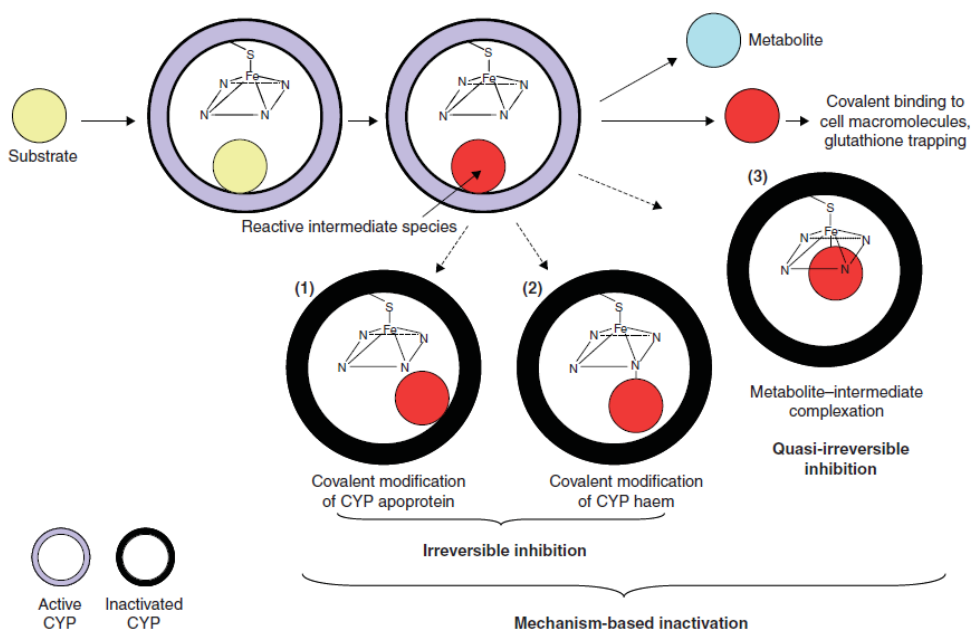 S
Fe
N
N
N
N
S
Fe
N
N
N
N
Metabolite
Substrate
Covalent binding to
cell macromolecules,
glutathione trapping
Reactive intermediate species
(3)
S
Fe
N
N
N
N
(1)
S
Fe
N
N
N
N
(2)
S
Fe
N
N
N
N
Metabolite–intermediate
complexation
Quasi-irreversible
inhibition
Covalent modification
of CYP apoprotein
Covalent modification
of CYP haem
Irreversible inhibition
Active
CYP
Inactivated
CYP
Mechanism-based inactivation